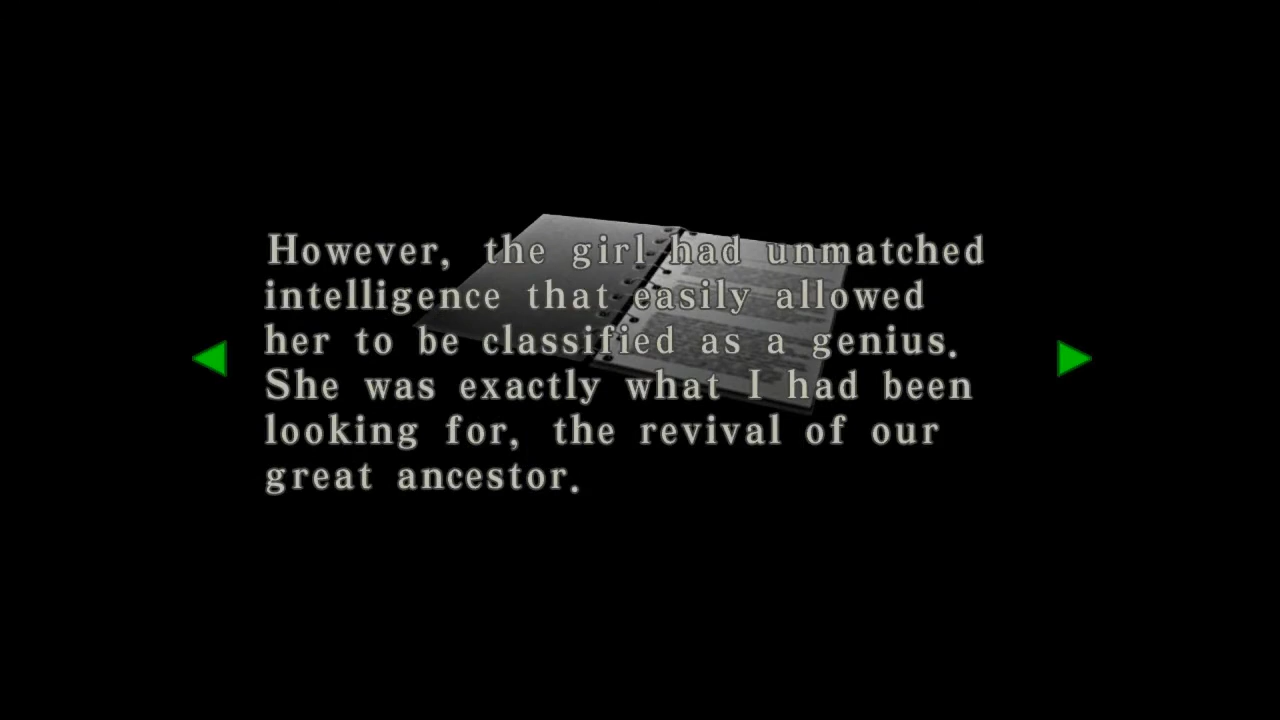 However, the girl had unmatched
intelligence that easily allowed
her to be classified as a genius.
She was exactly what I had been
looking for, the revival of our
great ancestor.